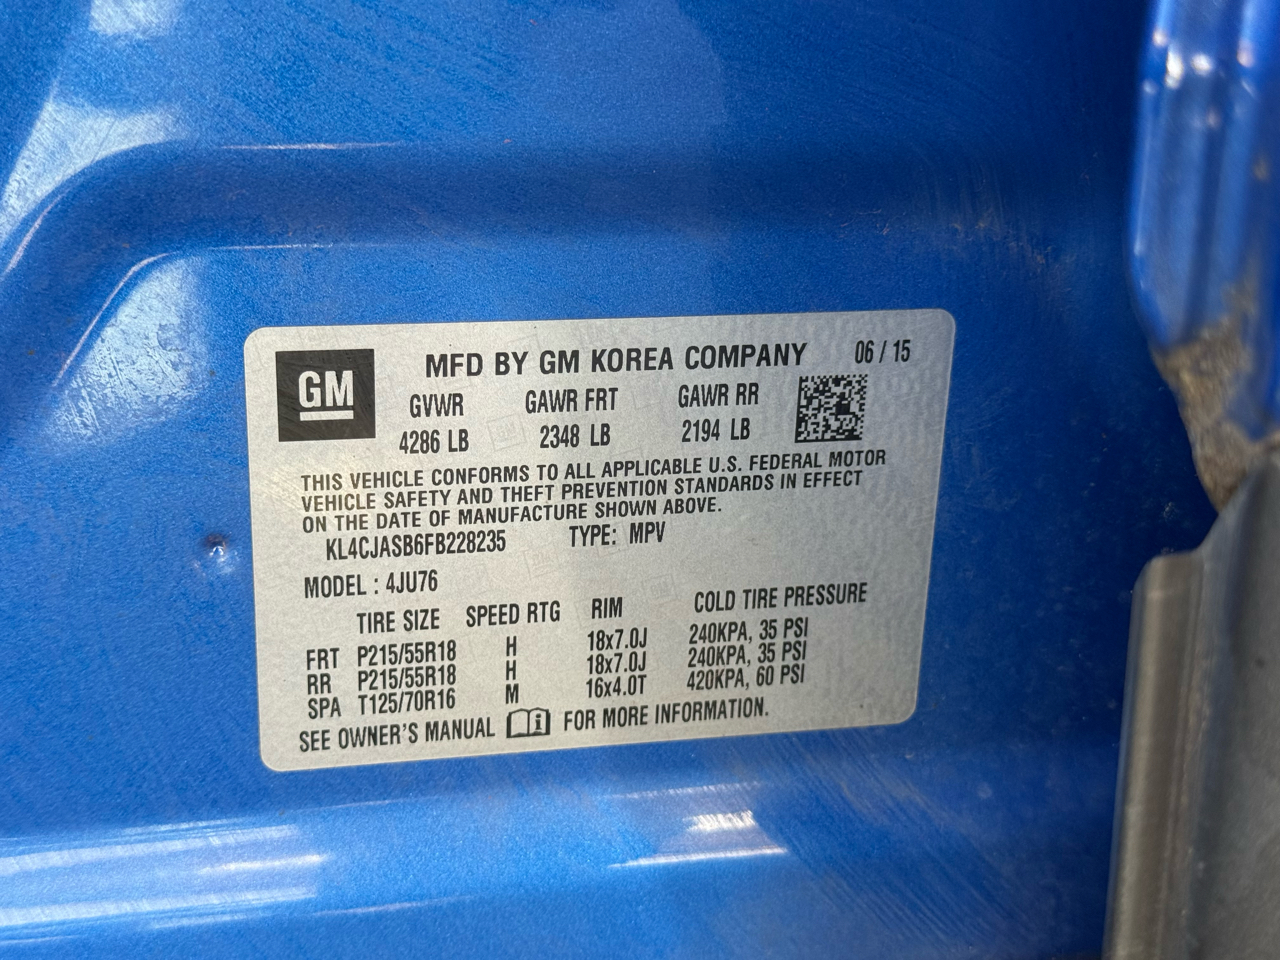 GM
MFD BY GM KOREA COMPANY 06 / 15
GVWR GAWR FRT GAWR RR
4286 LB 2348 LB 2194 LB
THIS VEHICLE CONFORMS TO ALL APPLICABLE U.S. FEDERAL MOTOR
VEHICLE SAFETY AND THEFT PREVENTION STANDARDS IN EFFECT
ON THE DATE OF MANUFACTURE SHOWN ABOVE.
KL4CJASB6FB228235 TYPE: MPV
MODEL : 4JU76
TIRE SIZE SPEED RTG RIM COLD TIRE PRESSURE
FRT P215/55R18 H 18x7.0J 240KPA, 35 PSI
RR P215/55R18 H 18x7.0J 240KPA, 35 PSI
SPA T125/70R16 M 16x4.0T 420KPA, 60 PSI
SEE OWNER'S MANUAL FOR MORE INFORMATION.